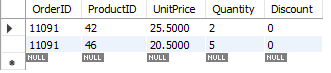 OrderID ProductID UnitPrice Quantity Discount
11091 42 25.5000 2 0
11091 46 20.5000 5 0
NULL NULL NULL NULL NULL